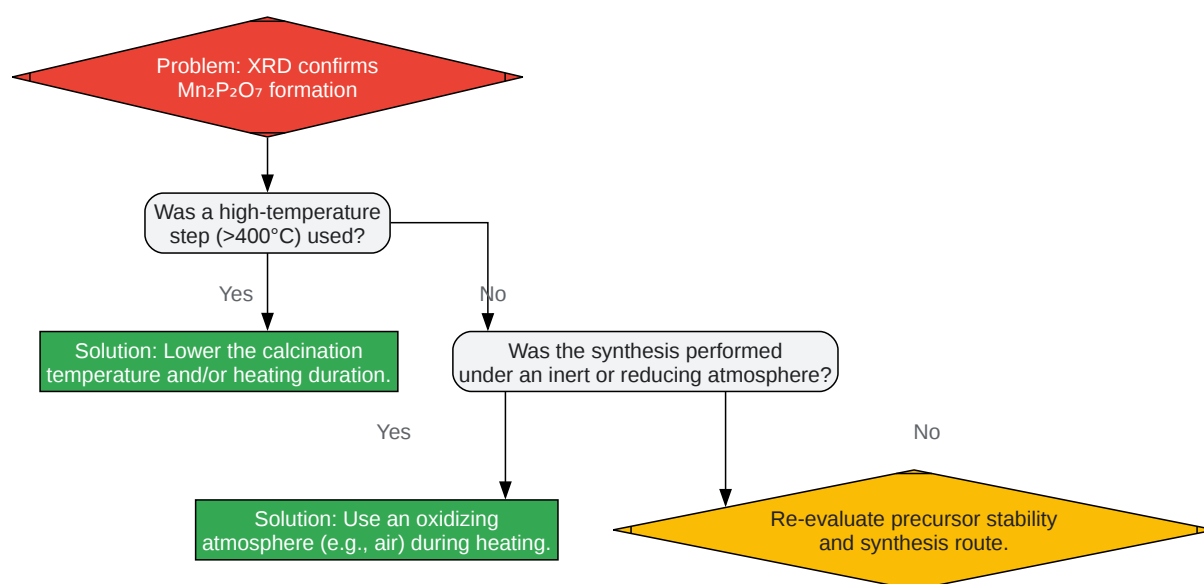 Problem: XRD confirms
Mn₂P₂O₇ formation
Was a high-temperature
step (>400°C) used?
Yes
No
Solution: Lower the calcination
temperature and/or heating duration.
Was the synthesis performed
under an inert or reducing atmosphere?
Yes
No
Solution: Use an oxidizing
atmosphere (e.g., air) during heating.
Re-evaluate precursor stability
and synthesis route.